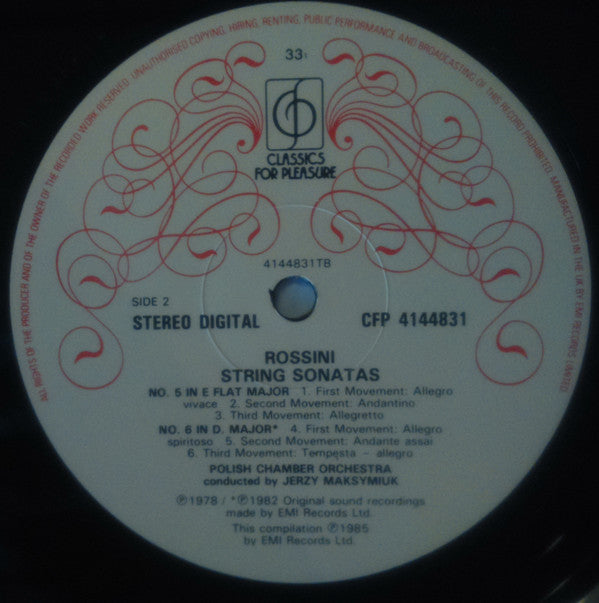 ALL RIGHTS OF THE PRODUCER AND OF THE OWNER OF THE RECORDED WORK RESERVED. UNAUTHORISED COPYING, HIRING, RENTING, PUBLIC PERFORMANCE AND BROADCASTING OF THIS RECORD PROHIBITED. MANUFACTURED IN THE UK BY EMI RECORDS LIMITED.
33⅓
CLASSICS
FOR PLEASURE
4144831TB
SIDE 2
STEREO DIGITAL CFP 4144831
ROSSINI
STRING SONATAS
NO. 5 IN E FLAT MAJOR 1. First Movement: Allegro
vivace 2. Second Movement: Andantino
3. Third Movement: Allegretto
NO. 6 IN D. MAJOR* 4. First Movement: Allegro
spiritoso 5. Second Movement: Andante assai
6. Third Movement: Tempesta – allegro
POLISH CHAMBER ORCHESTRA
conducted by JERZY MAKSYMIUK
℗1978 / *℗1982 Original sound recordings
made by EMI Records Ltd.
This compilation ℗1985
by EMI Records Ltd.